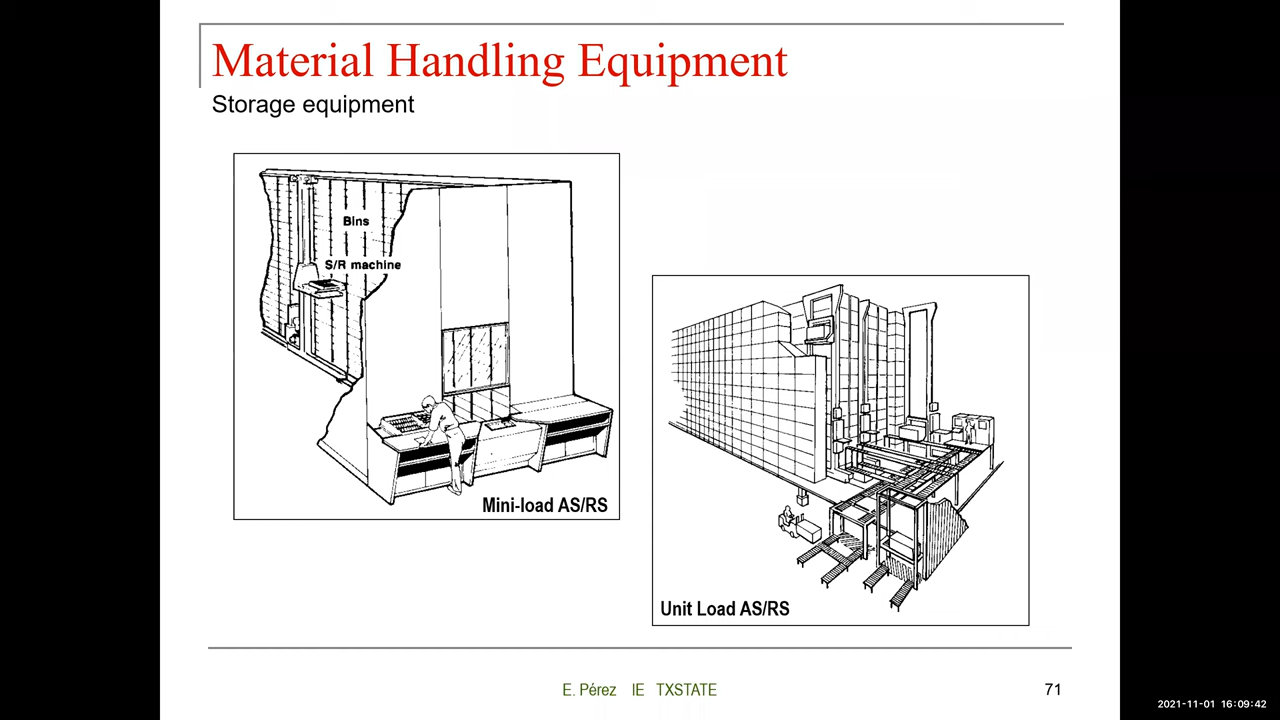 Material Handling Equipment
Storage equipment
Bins
S/R machine
Mini-load AS/RS
Unit Load AS/RS
E. Pérez IE TXSTATE
71
2021-11-01 16:09:42